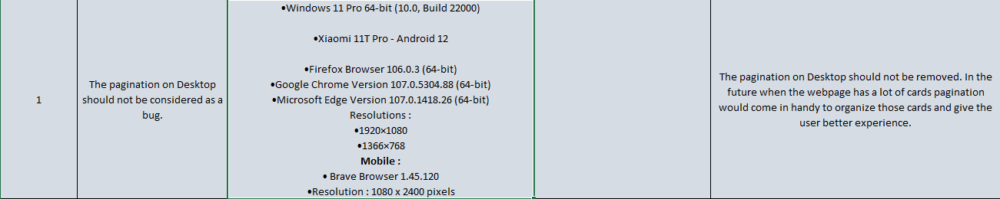 1
The pagination on Desktop
should not be considered as a
bug.
•Windows 11 Pro 64-bit (10.0, Build 22000)
•Xiaomi 11T Pro - Android 12
•Firefox Browser 106.0.3 (64-bit)
•Google Chrome Version 107.0.5304.88 (64-bit)
•Microsoft Edge Version 107.0.1418.26 (64-bit)
Resolutions :
•1920×1080
•1366×768
Mobile :
• Brave Browser 1.45.120
•Resolution : 1080 x 2400 pixels
The pagination on Desktop should not be removed. In the
future when the webpage has a lot of cards pagination
would come in handy to organize those cards and give the
user better experience.